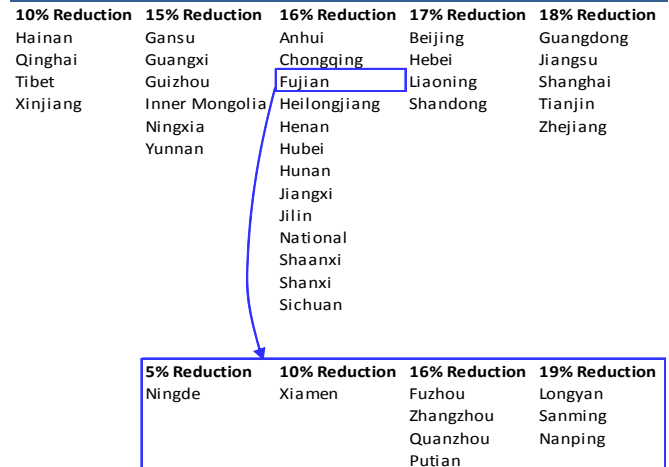 10% Reduction 15% Reduction 16% Reduction 17% Reduction 18% Reduction
Hainan Gansu Anhui Beijing Guangdong
Qinghai Guangxi Chongqing Hebei Jiangsu
Tibet Guizhou Fujian Liaoning Shanghai
Xinjiang Inner Mongolia Heilongjiang Shandong Tianjin
Ningxia Henan Zhejiang
Yunnan Hubei
Hunan
Jiangxi
Jilin
National
Shaanxi
Shanxi
Sichuan
5% Reduction 10% Reduction 16% Reduction 19% Reduction
Ningde Xiamen Fuzhou Longyan
Zhangzhou Sanming
Quanzhou Nanping
Putian